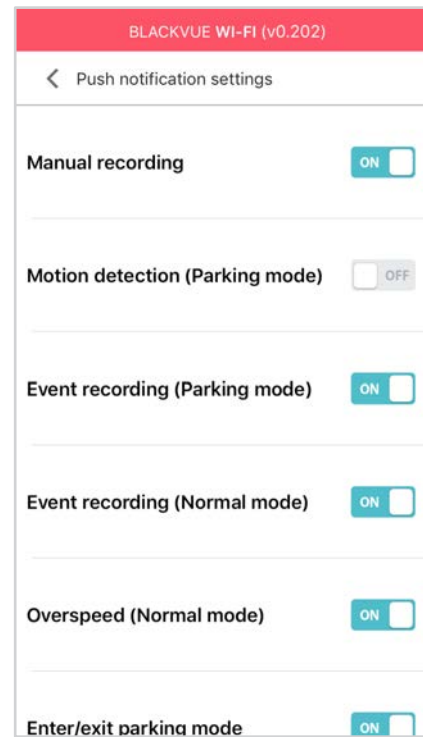 BLACKVUE WI-FI (v0.202)
Push notification settings
Manual recording ON
Motion detection (Parking mode) OFF
Event recording (Parking mode) ON
Event recording (Normal mode) ON
Overspeed (Normal mode) ON
Enter/exit parking mode ON